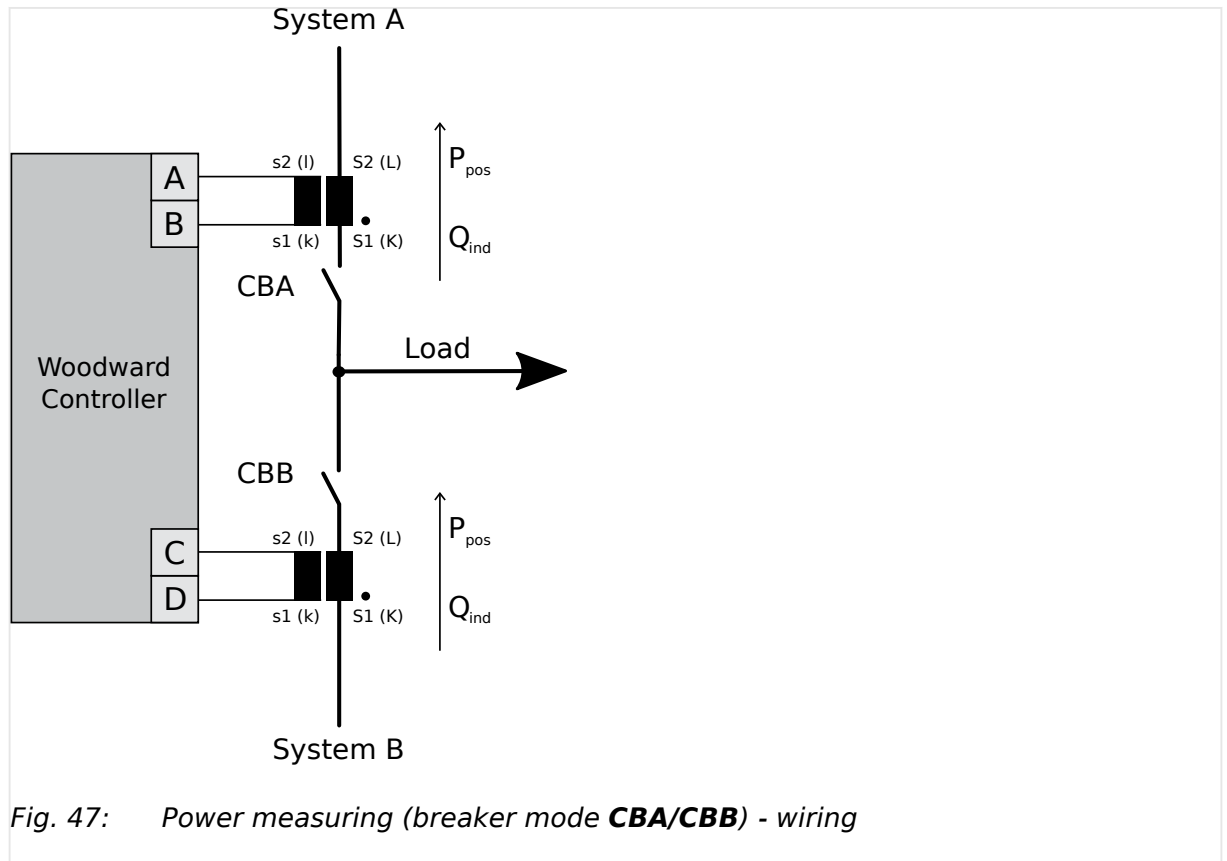 System A
s2 (l)
S2 (L)
P pos
A
B
s1 (k)
S1 (K)
Q ind
CBA
Load
Woodward
Controller
CBB
s2 (l)
S2 (L)
P pos
C
D
s1 (k)
S1 (K)
Q ind
System B
Fig. 47: Power measuring (breaker mode CBA/CBB) - wiring